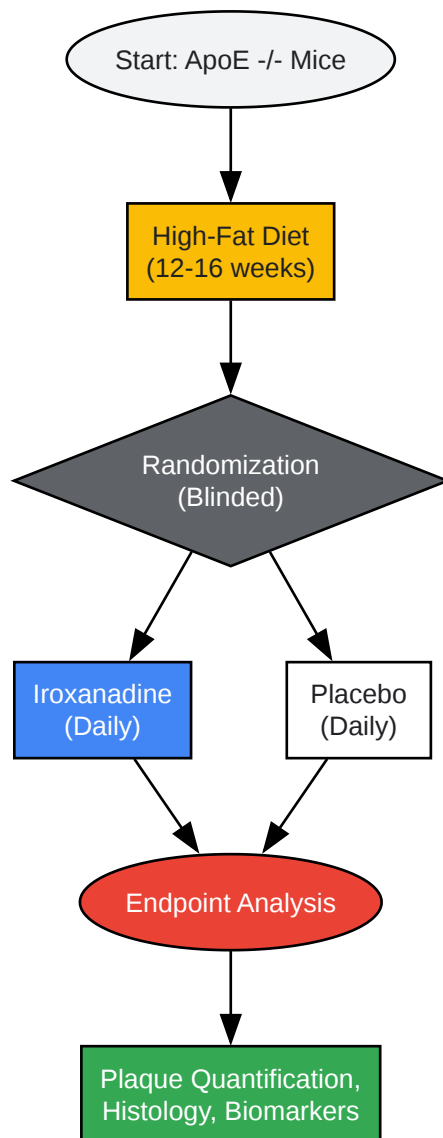 Start: ApoE -/- Mice
High-Fat Diet
(12-16 weeks)
Randomization
(Blinded)
Iroxanadine
(Daily)
Placebo
(Daily)
Endpoint Analysis
Plaque Quantification,
Histology, Biomarkers